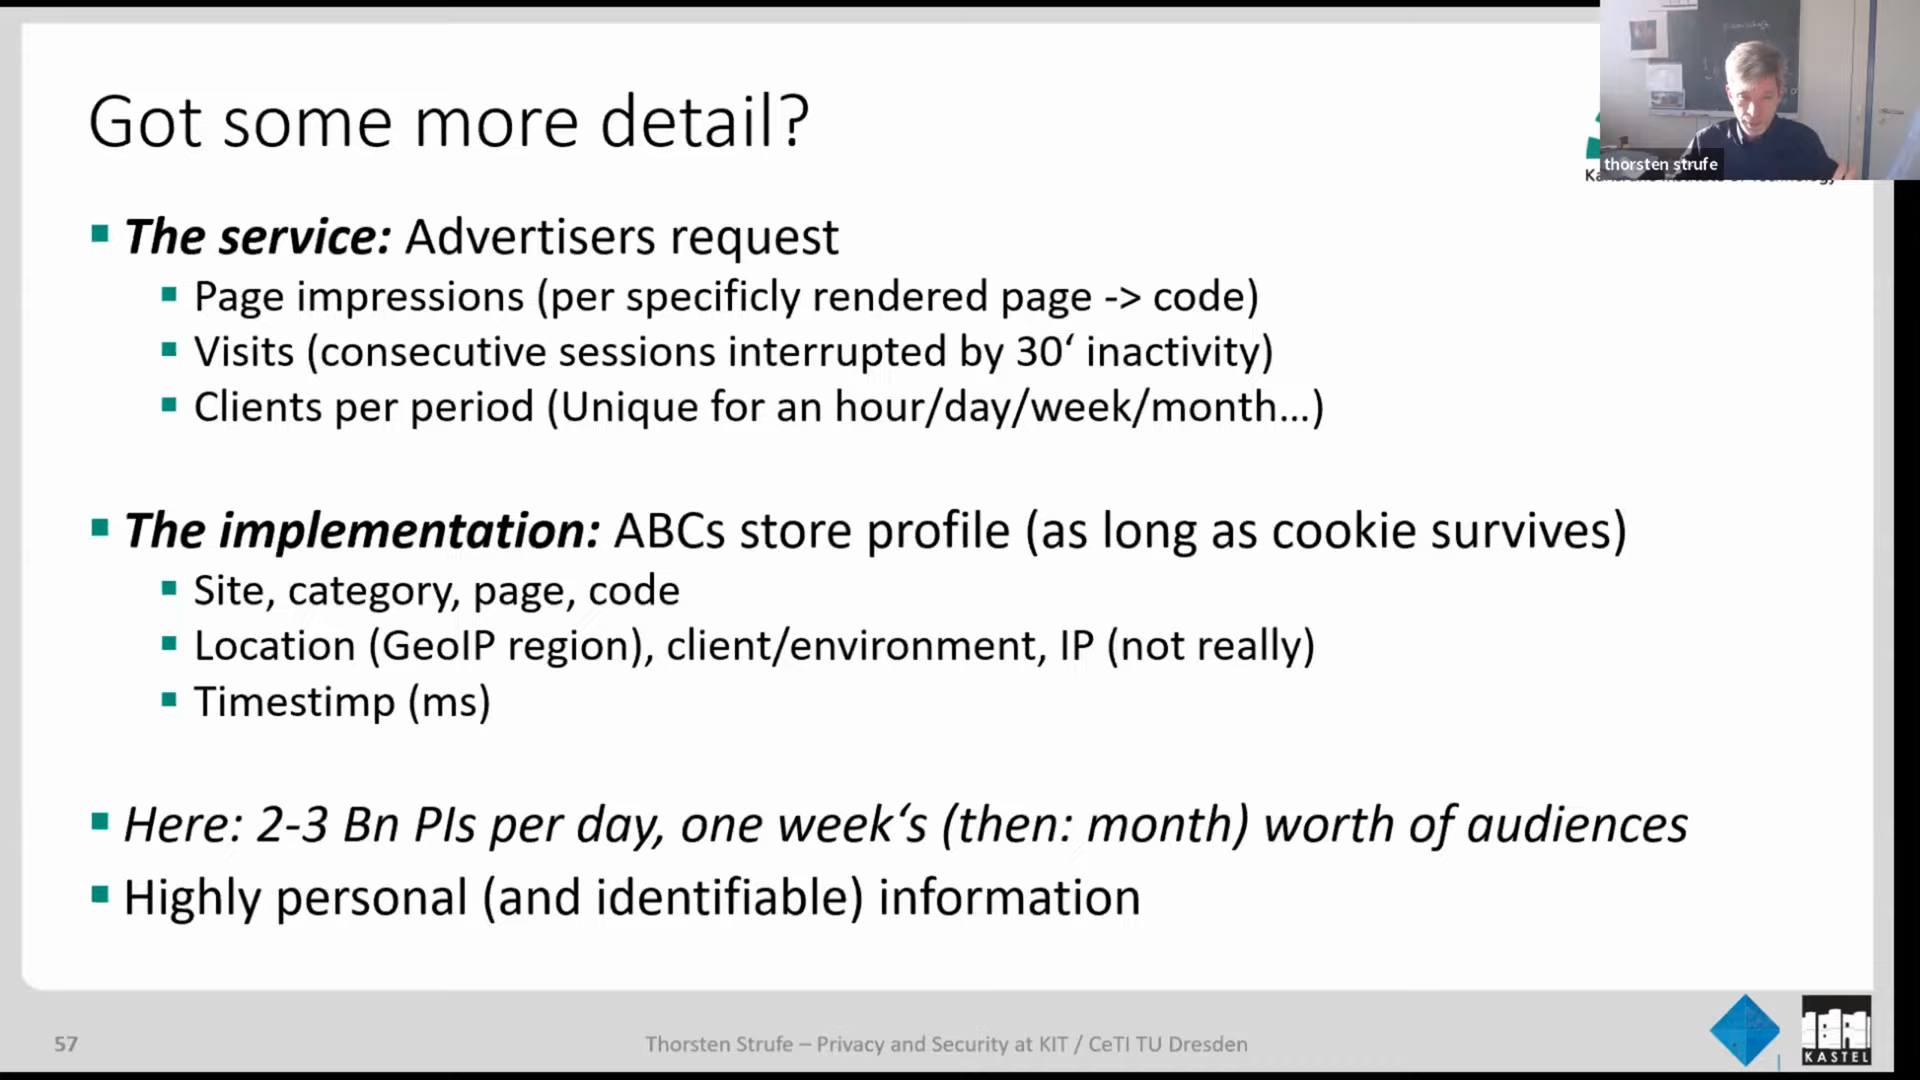 Got some more detail?
thorsten strufe
The service: Advertisers request
Page impressions (per specificly rendered page -> code)
Visits (consecutive sessions interrupted by 30‘ inactivity)
Clients per period (Unique for an hour/day/week/month...)
The implementation: ABCs store profile (as long as cookie survives)
Site, category, page, code
Location (GeoIP region), client/environment, IP (not really)
Timestimp (ms)
Here: 2-3 Bn PIs per day, one week‘s (then: month) worth of audiences
Highly personal (and identifiable) information
57
Thorsten Strufe – Privacy and Security at KIT / CeTI TU Dresden
KASTEL